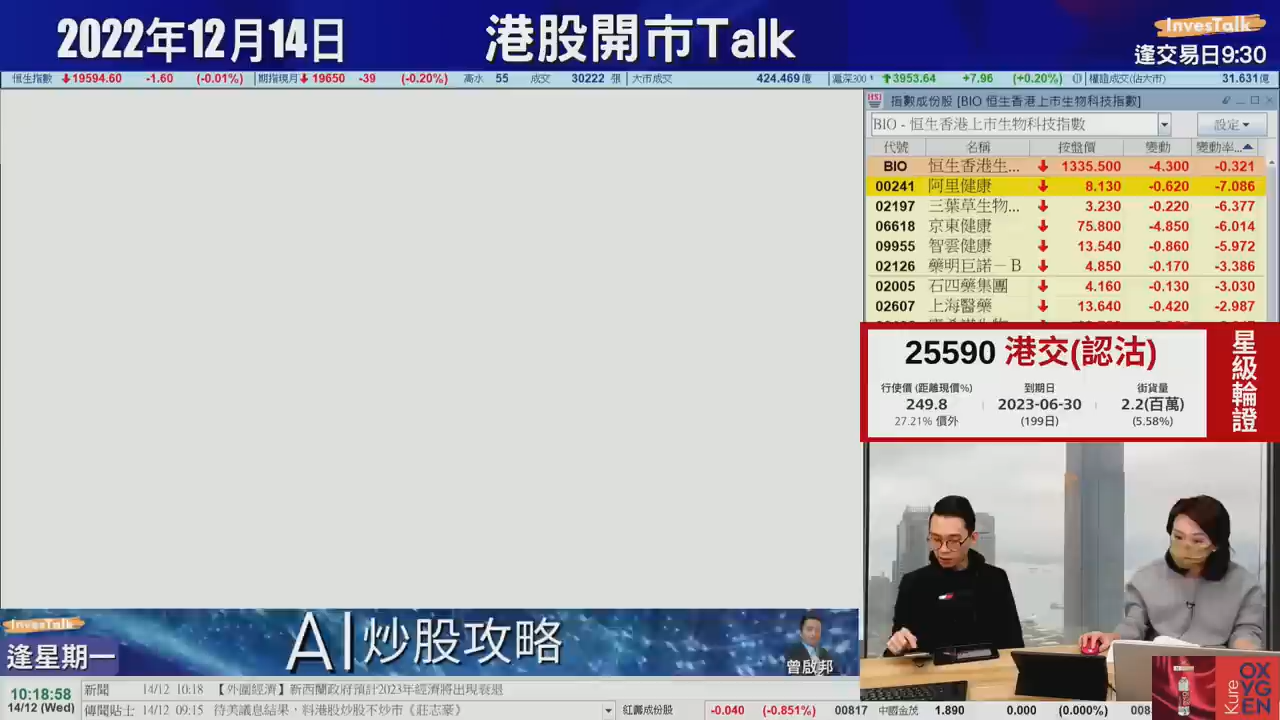 2022年12月14日
港股開市Talk
InvesTalk
逢交易日9:30
恒生指數 19594.60 -1.60 (-0.01%) 期指現月 19650 -39 (-0.20%) 高水 55 成交 30222 張 大市成交 424.469億 滬深300 3953.64 +7.96 (+0.20%) 權證成交(佔大市) 31.631億
HSI 指數成份股 [BIO 恒生香港上市生物科技指數]
BIO - 恒生香港上市生物科技指數 設定
代號 名稱 按盤價 變動 變動率...
BIO 恒生香港生... 1335.500 -4.300 -0.321
00241 阿里健康 8.130 -0.620 -7.086
02197 三葉草生物... 3.230 -0.220 -6.377
06618 京東健康 75.800 -4.850 -6.014
09955 智雲健康 13.540 -0.860 -5.972
02126 藥明巨諾－B 4.850 -0.170 -3.386
02005 石四藥集團 4.160 -0.130 -3.030
02607 上海醫藥 13.640 -0.420 -2.987
25590 港交(認沽)
行使價 (距離現價%) 到期日 街貨量
249.8 2023-06-30 2.2(百萬)
27.21% 價外 (199日) (5.58%)
星級輪證
InvesTalk
逢星期一
AI 炒股攻略
曾啟邦
Kure
OXYGEN
10:18:58
14/12 (Wed)
新聞 14/12 10:18 【外圍經濟】新西蘭政府預計2023年經濟將出現衰退
傳聞貼士 14/12 09:15 待美議息結果，料港股炒股不炒市《莊志豪》
紅籌成份股 -0.040 (-0.851%) 00817 中國金茂 1.890 0.000 (0.000%)